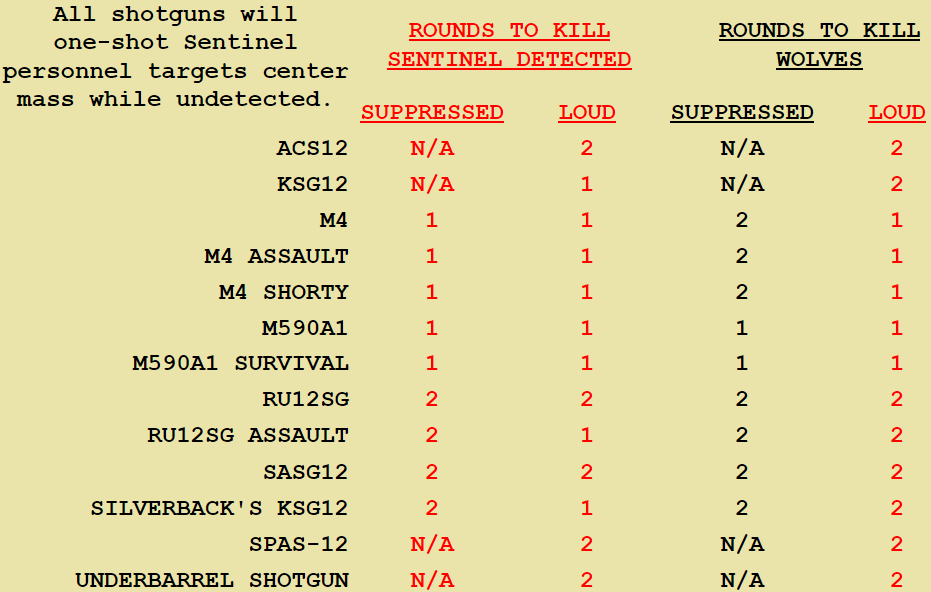 All shotguns will
one-shot Sentinel
personnel targets center
mass while undetected.
ROUNDS TO KILL
SENTINEL DETECTED
ROUNDS TO KILL
WOLVES
SUPPRESSED LOUD SUPPRESSED LOUD
ACS12 N/A 2 N/A 2
KSG12 N/A 1 N/A 2
M4 1 1 2 1
M4 ASSAULT 1 1 2 1
M4 SHORTY 1 1 2 1
M590A1 1 1 1 1
M590A1 SURVIVAL 1 1 1 1
RU12SG 2 2 2 2
RU12SG ASSAULT 2 1 2 2
SASG12 2 2 2 2
SILVERBACK'S KSG12 2 1 2 2
SPAS-12 N/A 2 N/A 2
UNDERBARREL SHOTGUN N/A 2 N/A 2